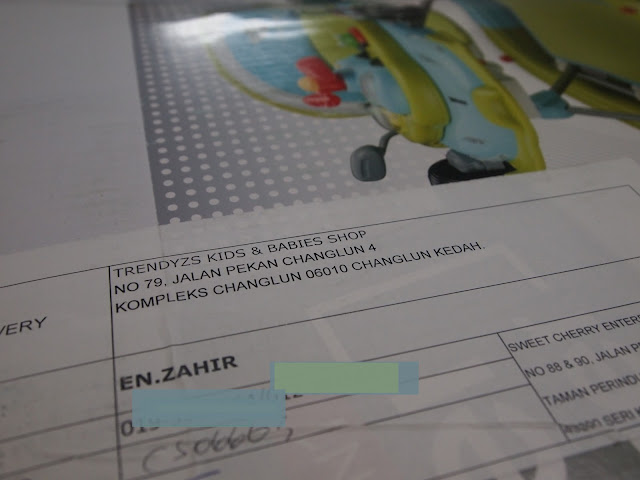 TRENDYZS KIDS & BABIES SHOP
NO 79, JALAN PEKAN CHANGLUN 4
KOMPLEKS CHANGLUN 06010 CHANGLUN KEDAH.
VERY
EN.ZAHIR
SWEET CHERRY ENTER
NO 88 & 90, JALAN P
TAMAN PERINDU
SERI